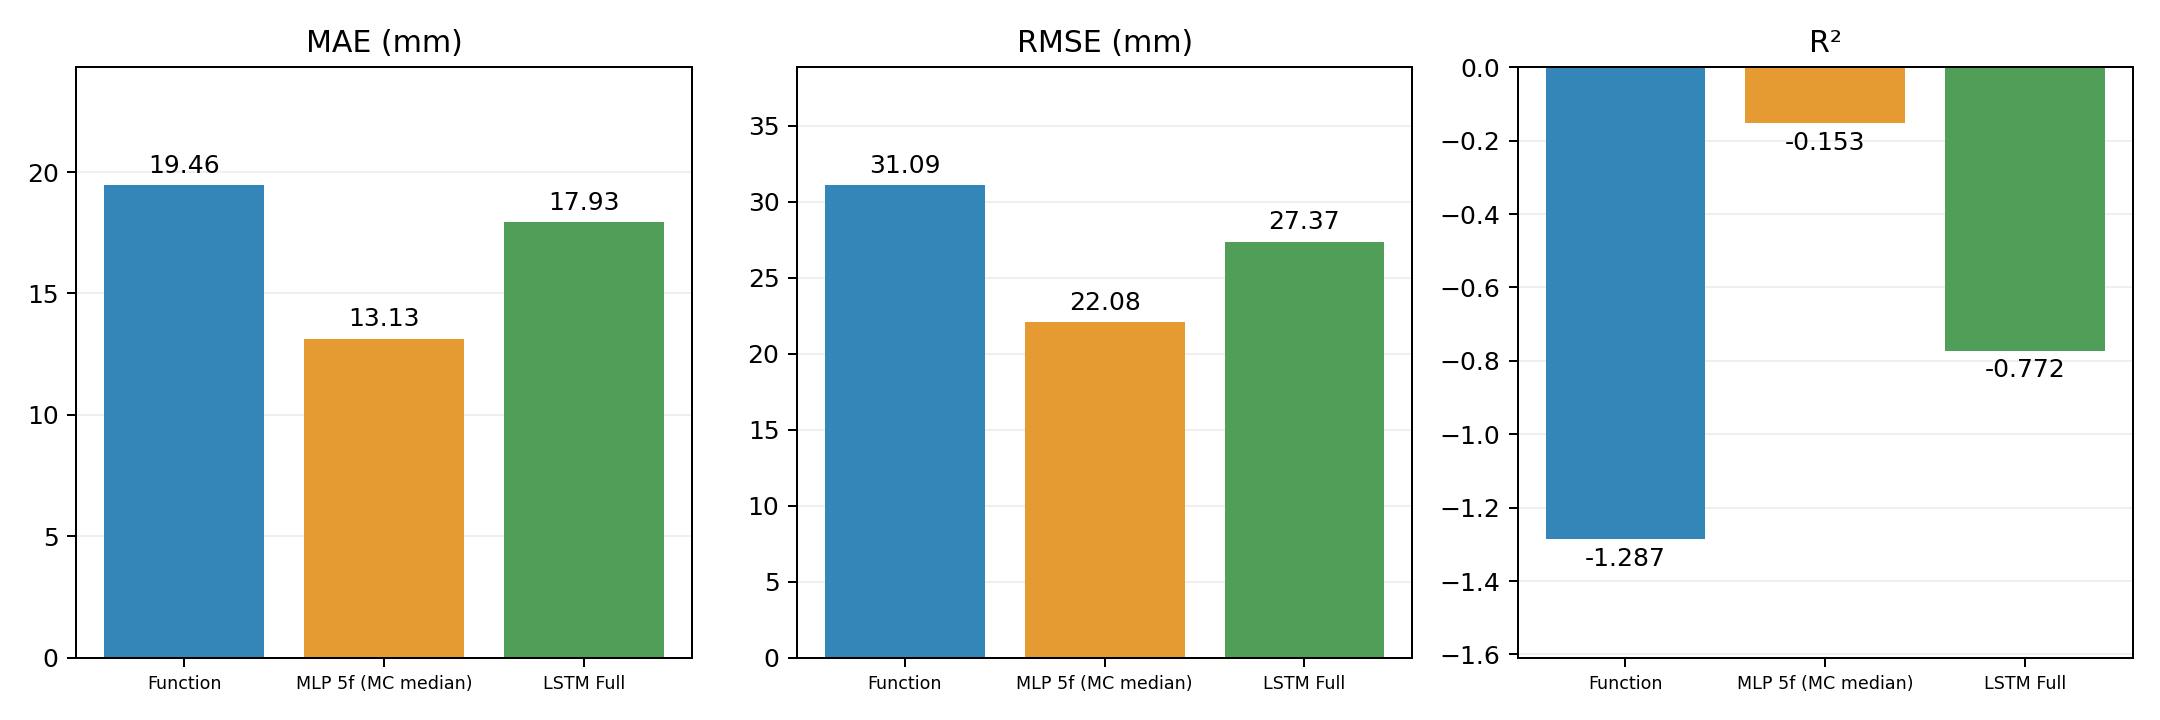 MAE (mm)
20
15
10
5
0
19.46
13.13
17.93
Function
MLP 5f (MC median)
LSTM Full
RMSE (mm)
35
30
25
20
15
10
5
0
31.09
22.08
27.37
Function
MLP 5f (MC median)
LSTM Full
R²
0.0
−0.2
−0.4
−0.6
−0.8
−1.0
−1.2
−1.4
−1.6
-1.287
-0.153
-0.772
Function
MLP 5f (MC median)
LSTM Full